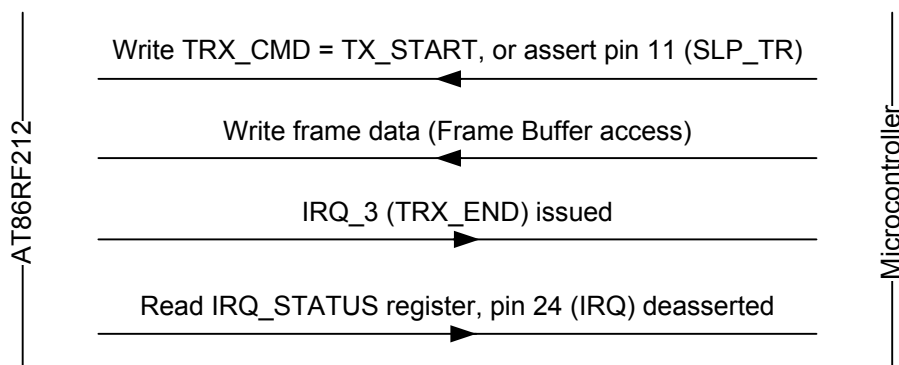 Write TRX_CMD = TX_START, or assert pin 11 (SLP_TR)
Write frame data (Frame Buffer access)
IRQ_3 (TRX_END) issued
Read IRQ_STATUS register, pin 24 (IRQ) deasserted
AT86RF212
Microcontroller